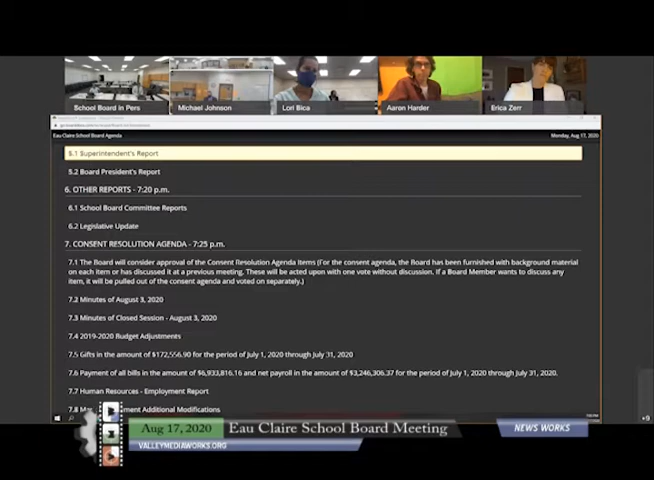 School Board In Pers
Michael Johnson
Lori Bica
Aaron Harder
Erica Zerr
Eau Claire School Board Agenda
Monday, Aug 17, 2020
5.1 Superintendent's Report
5.2 Board President's Report
6. OTHER REPORTS - 7:20 p.m.
6.1 School Board Committee Reports
6.2 Legislative Update
7. CONSENT RESOLUTION AGENDA - 7:25 p.m.
7.1 The Board will consider approval of the Consent Resolution Agenda Items (For the consent agenda, the Board has been furnished with background material
on each item or has discussed it at a previous meeting. These will be acted upon with one vote without discussion. If a Board Member wants to discuss any
item, it will be pulled out of the consent agenda and voted on separately.)
7.2 Minutes of August 3, 2020
7.3 Minutes of Closed Session - August 3, 2020
7.4 2019-2020 Budget Adjustments
7.5 Gifts in the amount of $172,556.90 for the period of July 1, 2020 through July 31, 2020
7.6 Payment of all bills in the amount of $6,933,816.16 and net payroll in the amount of $3,246,306.37 for the period of July 1, 2020 through July 31, 2020.
7.7 Human Resources - Employment Report
7.8 Additional Modifications
+9
Aug 17, 2020
Eau Claire School Board Meeting
NEWS WORKS
VALLEYMEDIAWORKS.ORG